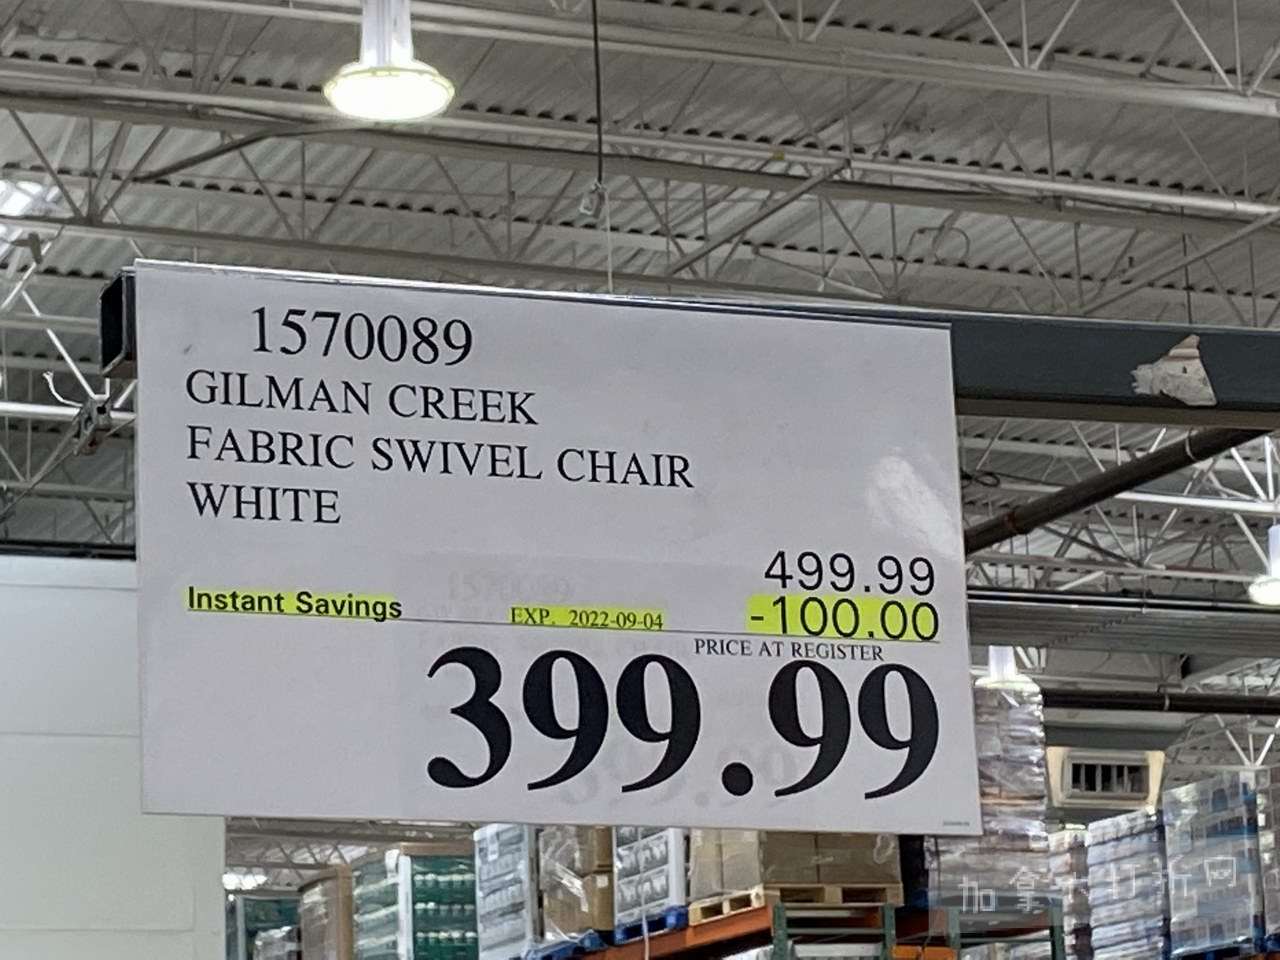 1570089
GILMAN CREEK
FABRIC SWIVEL CHAIR
WHITE
499.99
Instant Savings EXP. 2022-09-04 -100.00
PRICE AT REGISTER
399.99
加拿大打折网